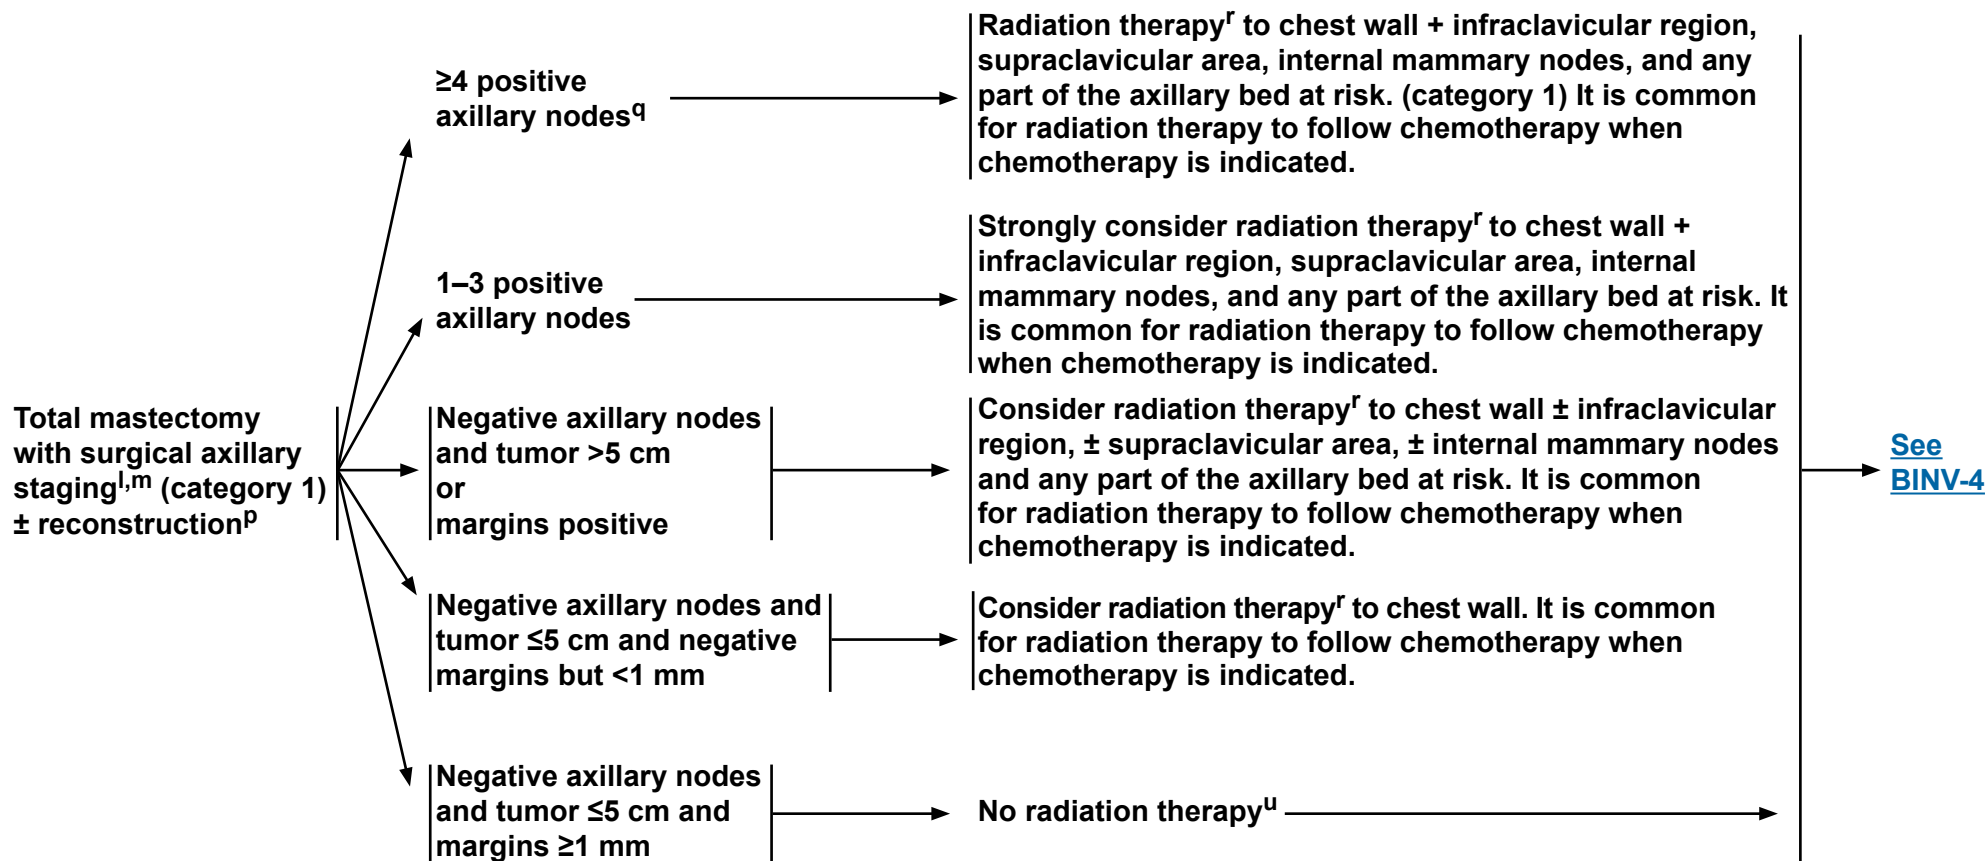 Total mastectomy
with surgical axillary
staging^l,m (category 1)
± reconstruction^p
≥4 positive
axillary nodes^q
Radiation therapy^r to chest wall + infraclavicular region,
supraclavicular area, internal mammary nodes, and any
part of the axillary bed at risk. (category 1) It is common
for radiation therapy to follow chemotherapy when
chemotherapy is indicated.
1–3 positive
axillary nodes
Strongly consider radiation therapy^r to chest wall +
infraclavicular region, supraclavicular area, internal
mammary nodes, and any part of the axillary bed at risk. It
is common for radiation therapy to follow chemotherapy
when chemotherapy is indicated.
Negative axillary nodes
and tumor >5 cm
or
margins positive
Consider radiation therapy^r to chest wall ± infraclavicular
region, ± supraclavicular area, ± internal mammary nodes
and any part of the axillary bed at risk. It is common
for radiation therapy to follow chemotherapy when
chemotherapy is indicated.
Negative axillary nodes and
tumor ≤5 cm and negative
margins but <1 mm
Consider radiation therapy^r to chest wall. It is common
for radiation therapy to follow chemotherapy when
chemotherapy is indicated.
Negative axillary nodes
and tumor ≤5 cm and
margins ≥1 mm
No radiation therapy^u
See
BINV-4